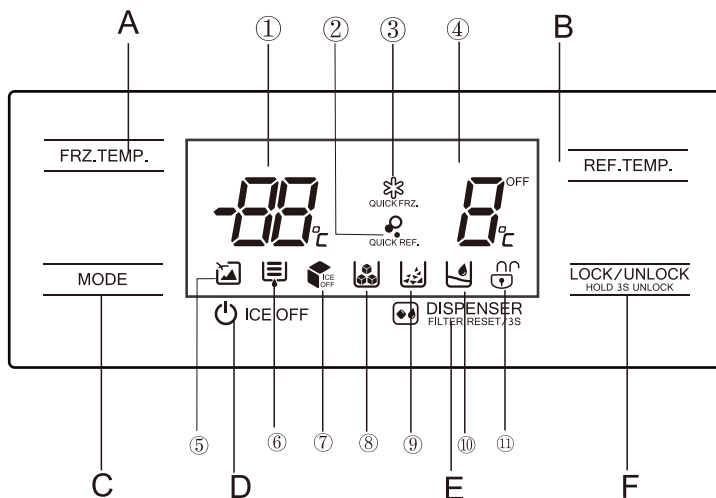 A
①
②
③
④
B
FRZ.TEMP.
-88°C
QUICK FRZ.
QUICK REF.
8°C
OFF
REF.TEMP.
MODE
ICE
OFF
LOCK/UNLOCK
HOLD 3S UNLOCK
ICE OFF
DISPENSER
FILTER RESET/3S
⑤
⑥
⑦
⑧
⑨
⑩
⑪
C
D
E
F